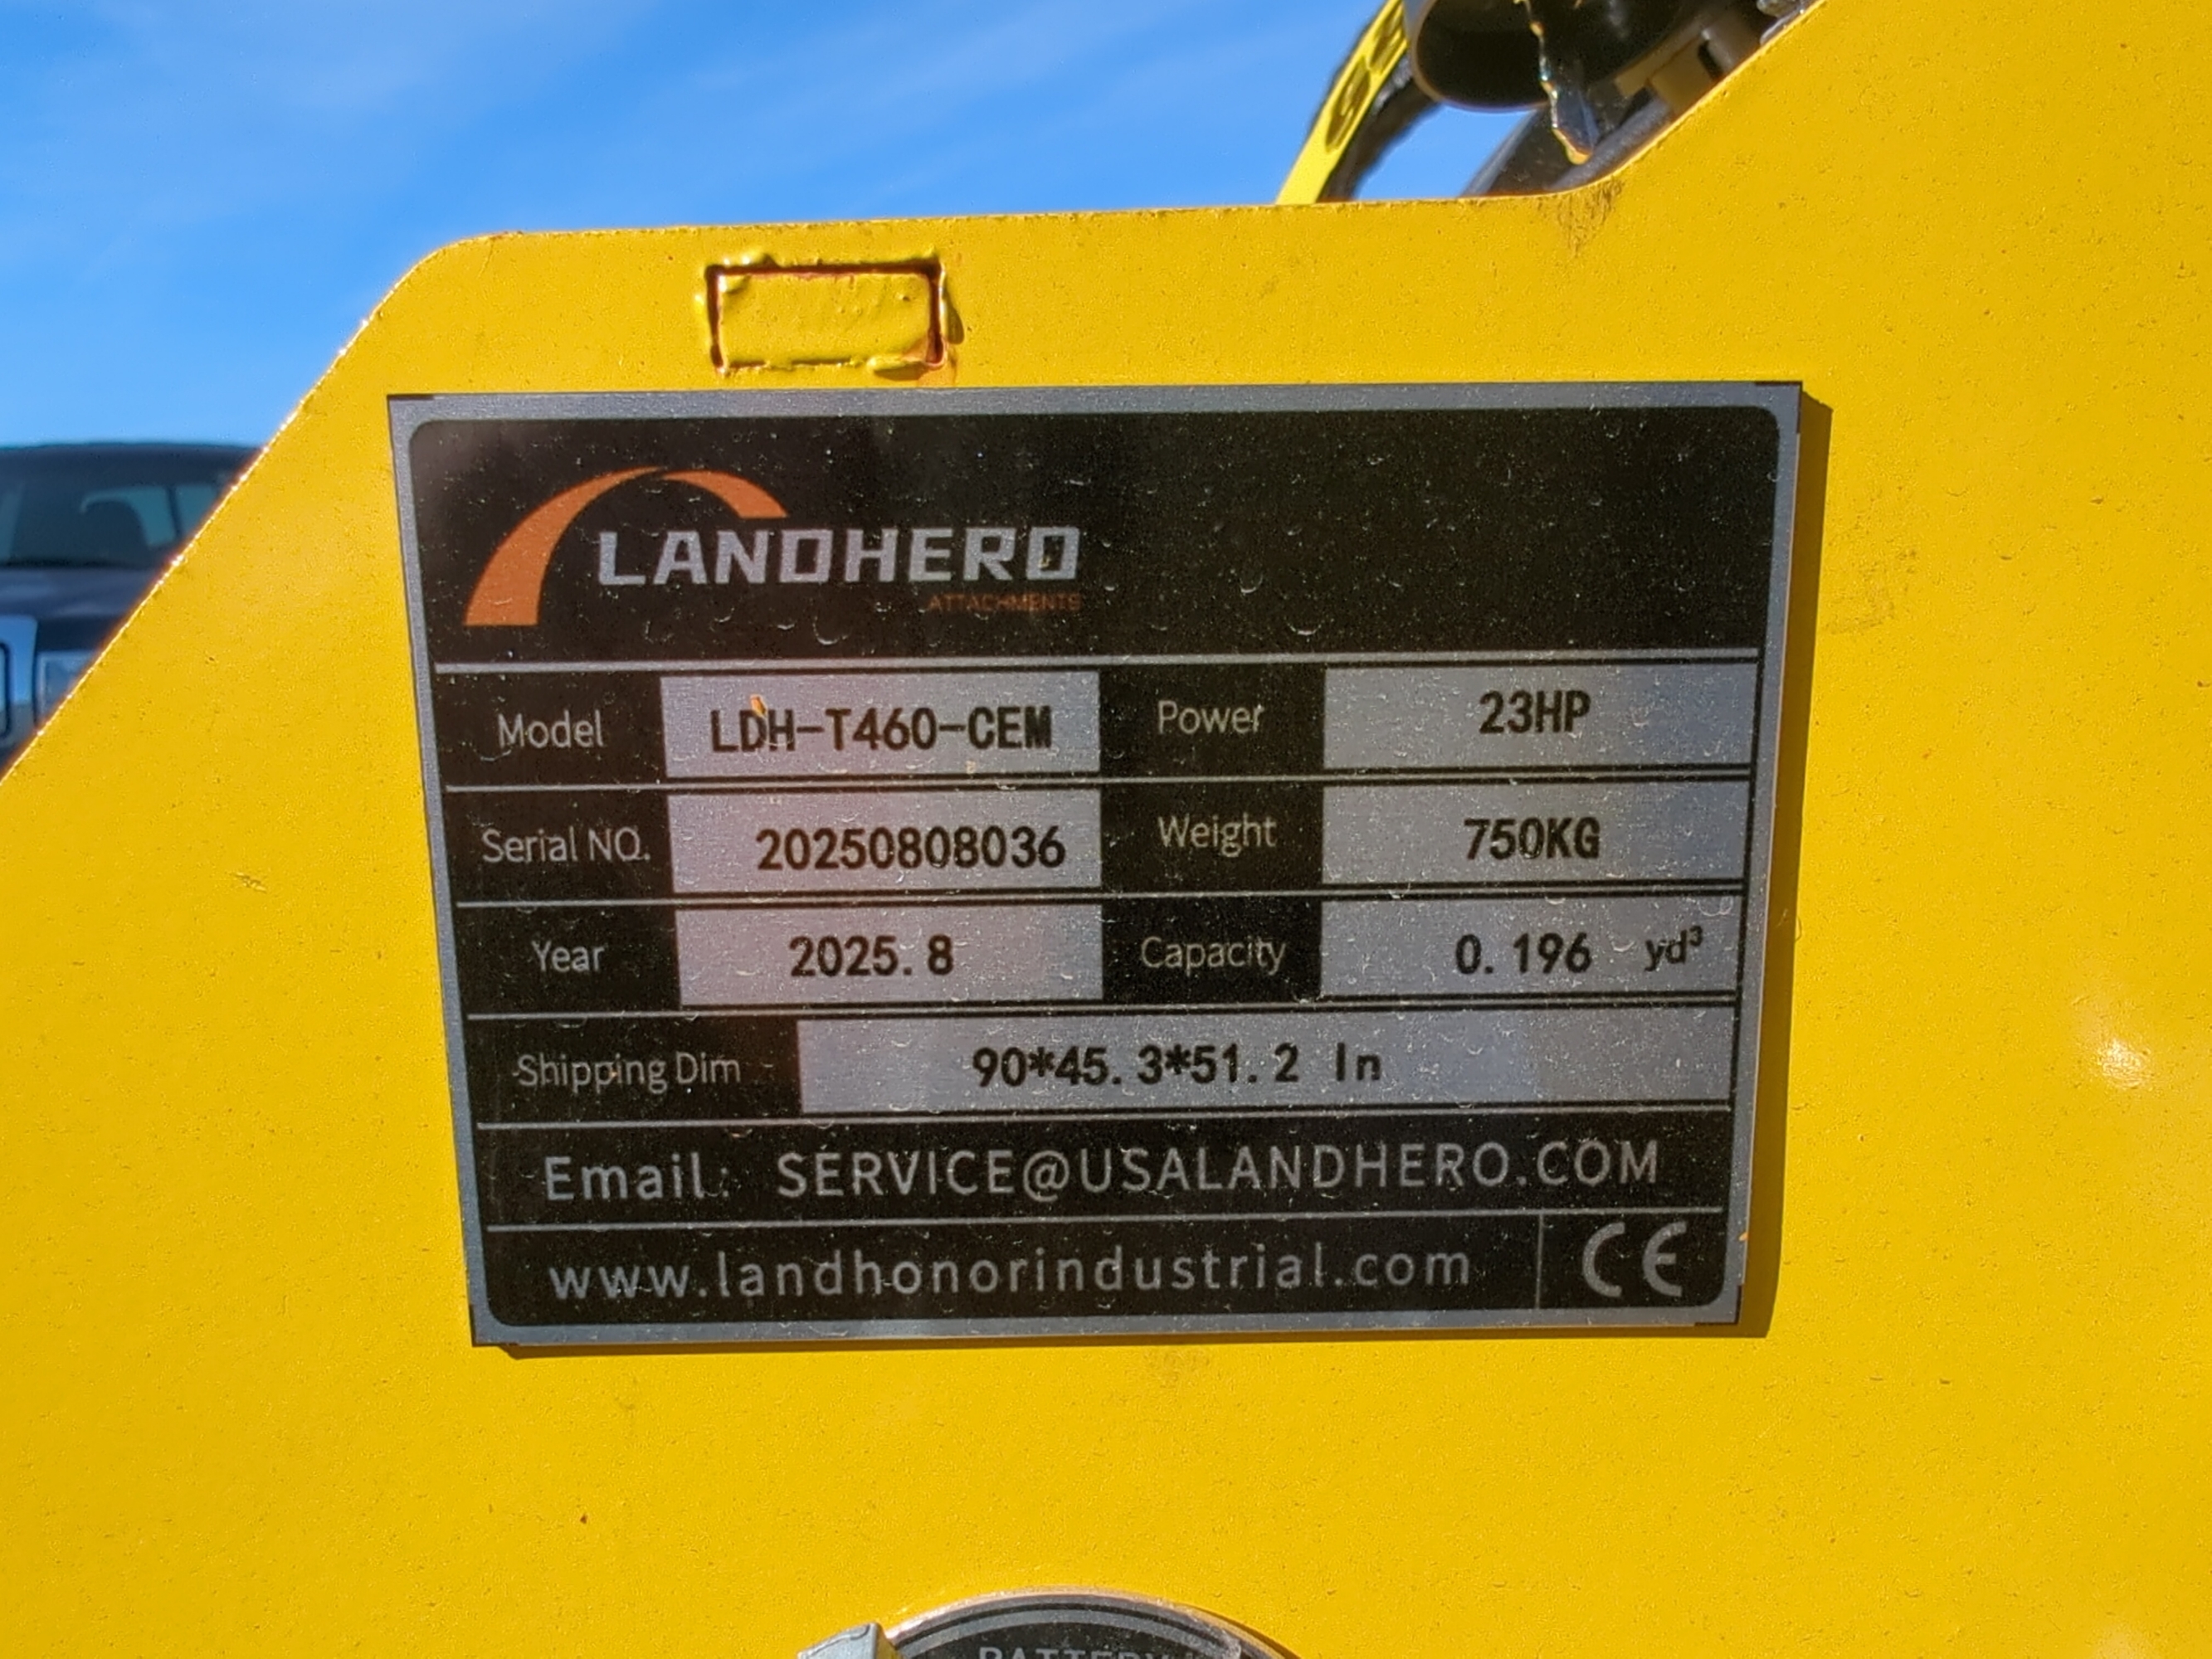 LANDHERO
ATTACHMENTS
Model LDH-T460-CEM Power 23HP
Serial NO. 20250808036 Weight 750KG
Year 2025.8 Capacity 0.196 yd³
Shipping Dim 90*45.3*51.2 In
Email: SERVICE@USALANDHERO.COM
www.landhonorindustrial.com CE
BATTERY